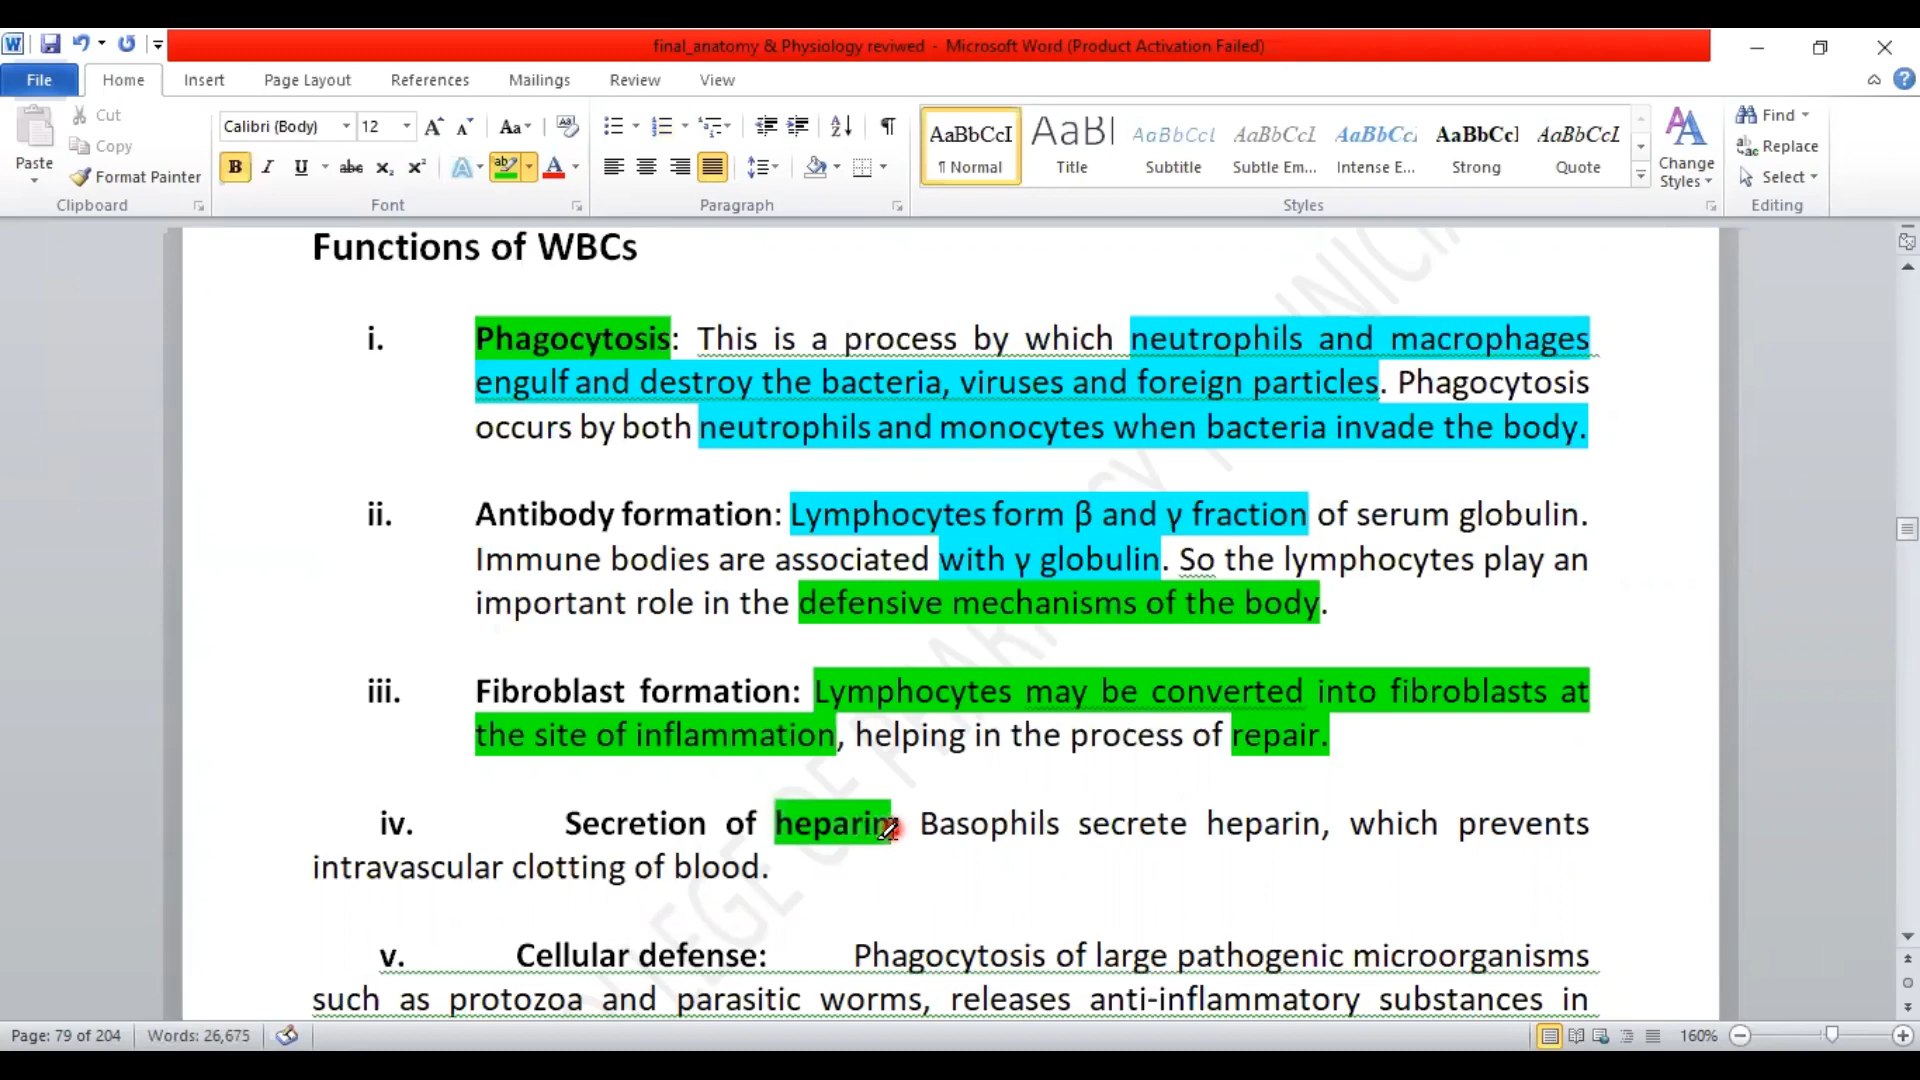 final_anatomy & Physiology reviwed - Microsoft Word (Product Activation Failed)
File Home Insert Page Layout References Mailings Review View
Paste
Cut
Copy
Format Painter
Clipboard
Calibri (Body) 12
Font
Paragraph
AaBbCcI AaBI AaBbCcL AaBbCcL AaBbCcL AaBbCcI AaBbCcL
¶ Normal Title Subtitle Subtle Em... Intense E... Strong Quote
Change
Styles
Styles
Find
Replace
Select
Editing
Functions of WBCs
i. Phagocytosis: This is a process by which neutrophils and macrophages
engulf and destroy the bacteria, viruses and foreign particles. Phagocytosis
occurs by both neutrophils and monocytes when bacteria invade the body.
ii. Antibody formation: Lymphocytes form β and γ fraction of serum globulin.
Immune bodies are associated with γ globulin. So the lymphocytes play an
important role in the defensive mechanisms of the body.
iii. Fibroblast formation: Lymphocytes may be converted into fibroblasts at
the site of inflammation, helping in the process of repair.
iv. Secretion of heparin: Basophils secrete heparin, which prevents
intravascular clotting of blood.
v. Cellular defense: Phagocytosis of large pathogenic microorganisms
such as protozoa and parasitic worms, releases anti-inflammatory substances in
Page: 79 of 204 Words: 26,675 160%